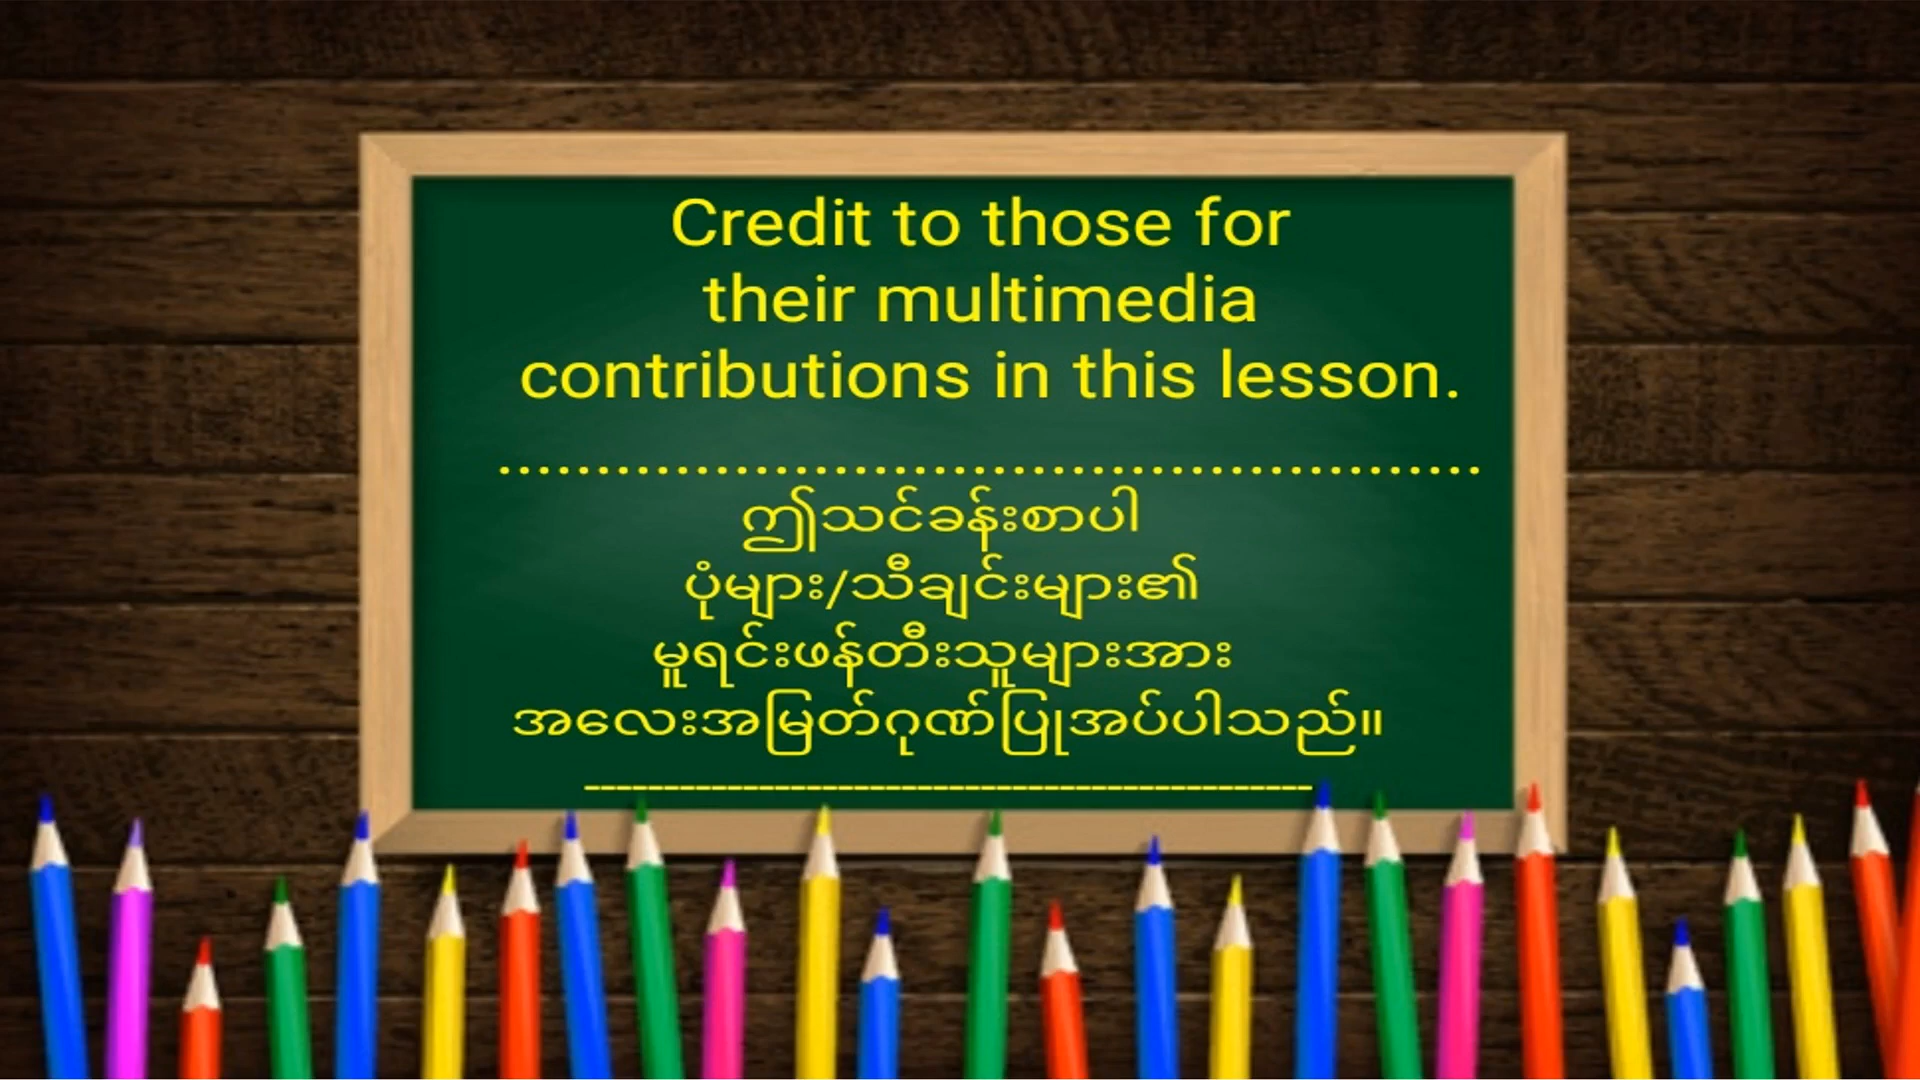 Credit to those for
their multimedia
contributions in this lesson.
..................................................
ဤသင်ခန်းစာပါ
ပုံများ/သီချင်းများ၏
မူရင်းဖန်တီးသူများအား
အလေးအမြတ်ဂုဏ်ပြုအပ်ပါသည်။
________________________________________________